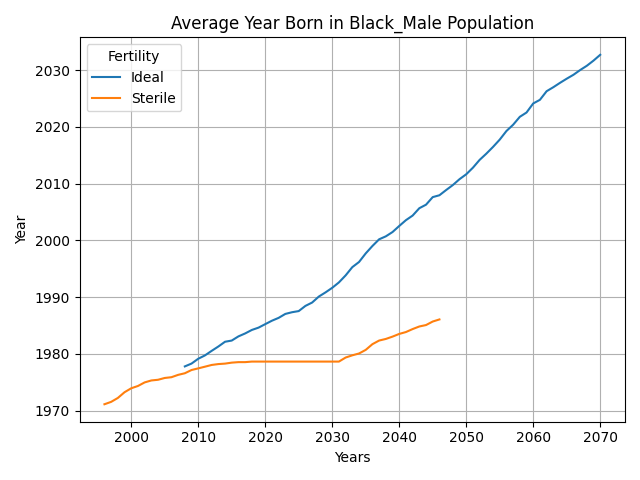 Average Year Born in Black_Male Population
Fertility
Ideal
Sterile
Year
2030
2020
2010
2000
1990
1980
1970
2000 2010 2020 2030 2040 2050 2060 2070
Years